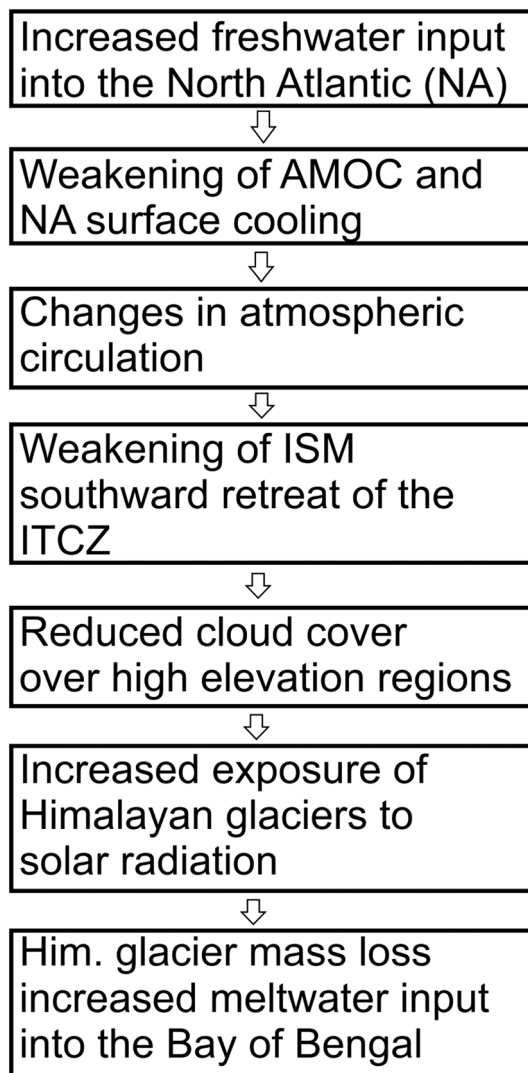 Increased freshwater input
into the North Atlantic (NA)
Weakening of AMOC and
NA surface cooling
Changes in atmospheric
circulation
Weakening of ISM
southward retreat of the
ITCZ
Reduced cloud cover
over high elevation regions
Increased exposure of
Himalayan glaciers to
solar radiation
Him. glacier mass loss
increased meltwater input
into the Bay of Bengal